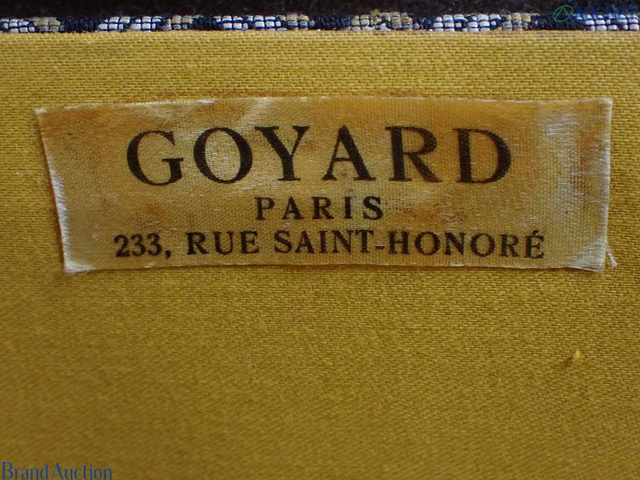 GOYARD
PARIS
233, RUE SAINT-HONORÉ
Brand Auction